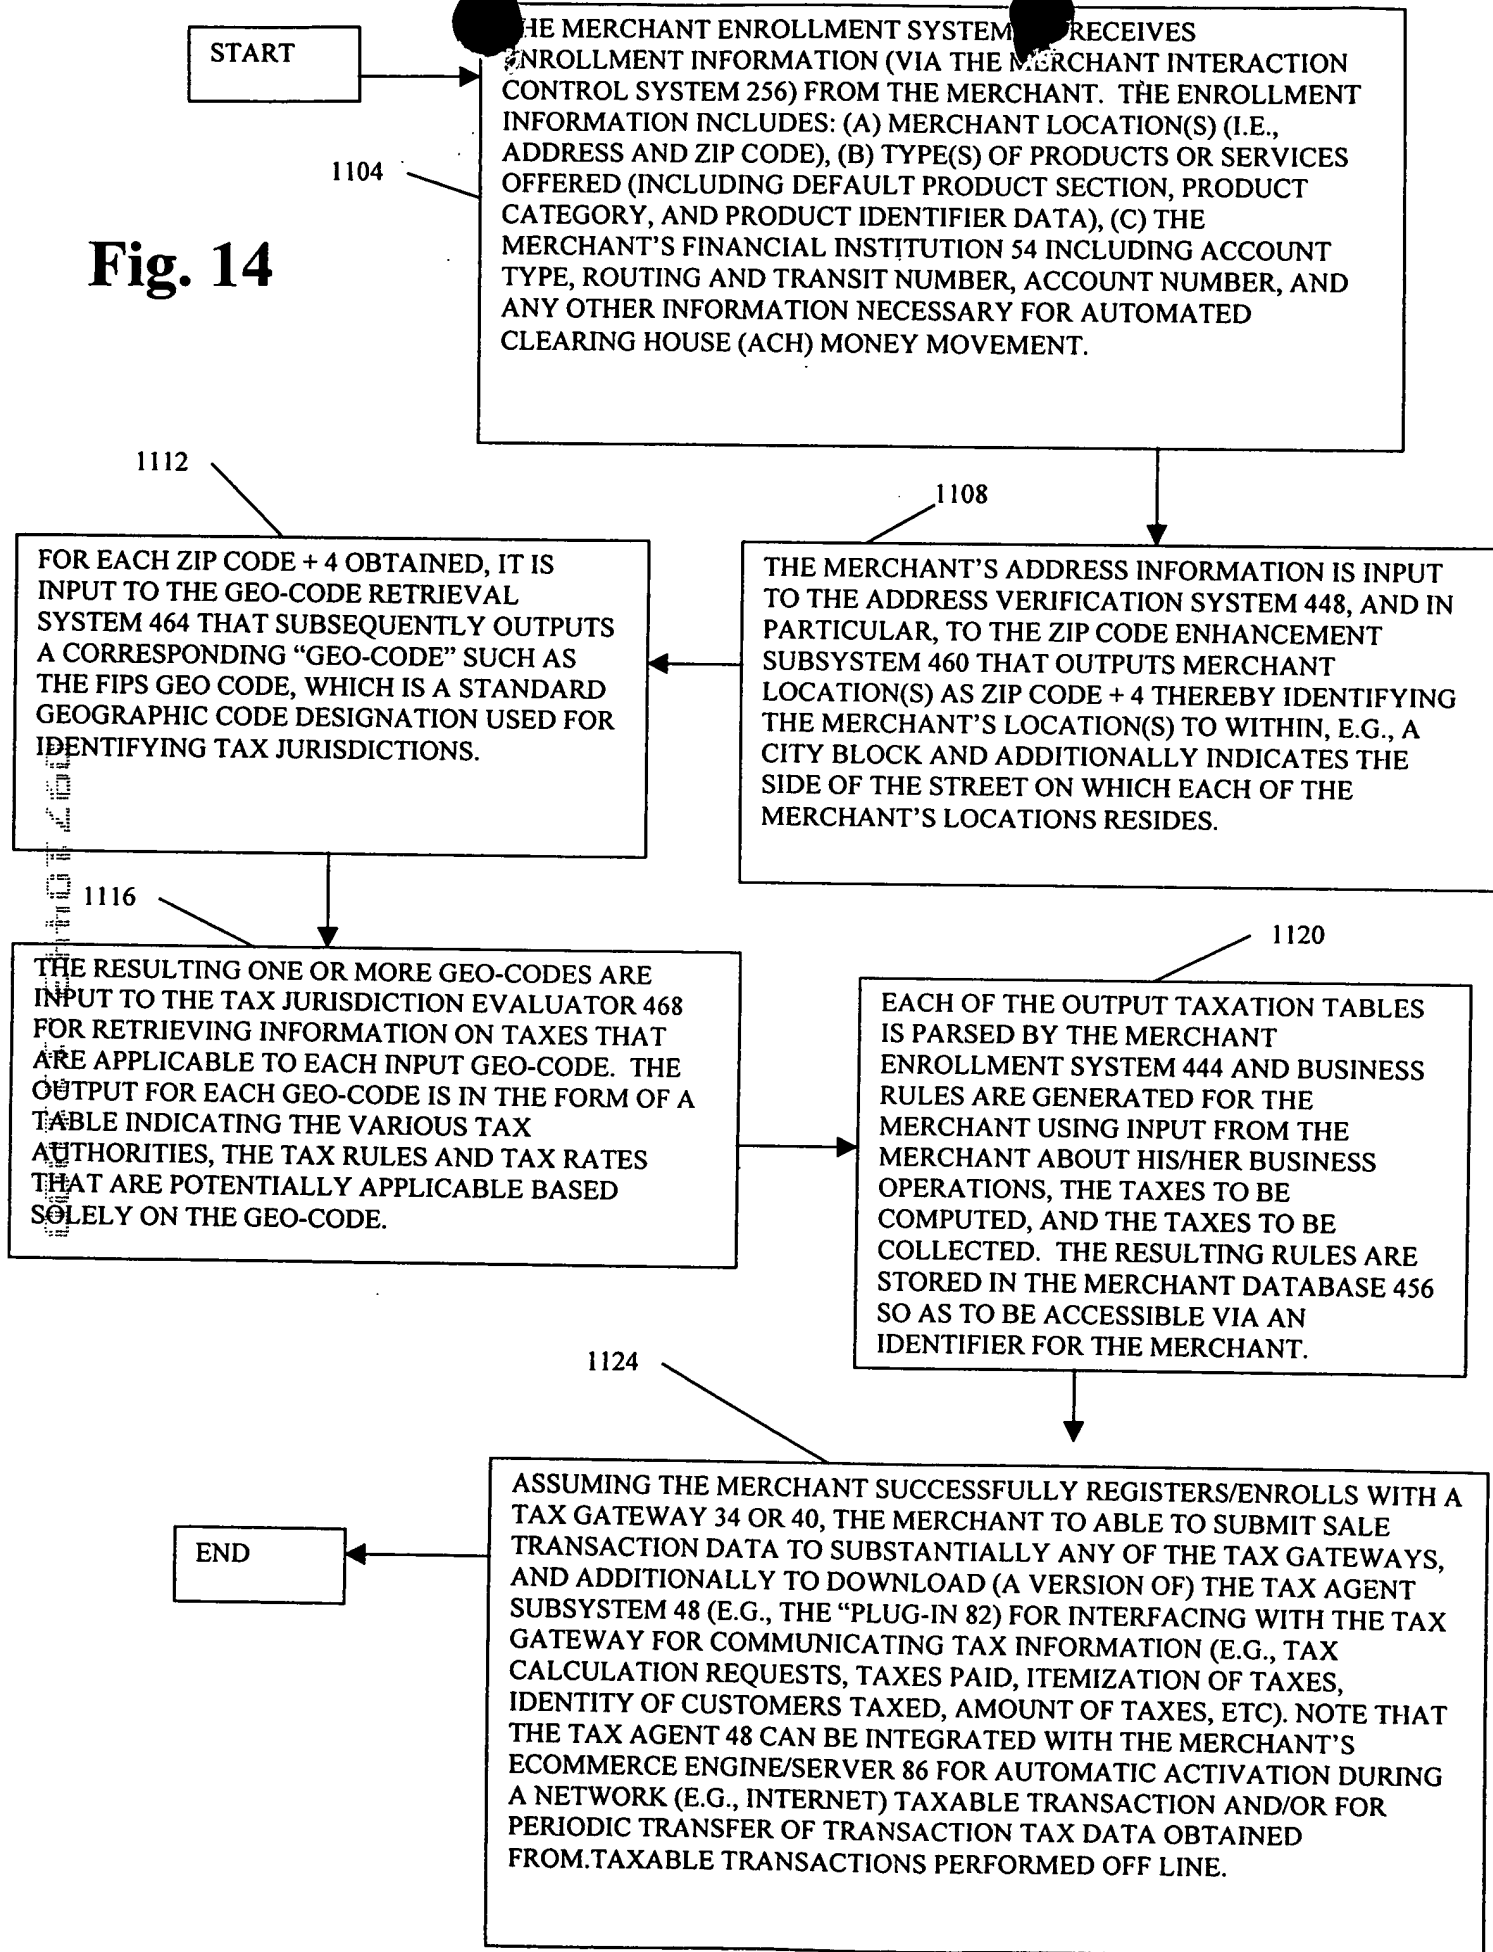 START
HE MERCHANT ENROLLMENT SYSTEM RECEIVES
ENROLLMENT INFORMATION (VIA THE MERCHANT INTERACTION
CONTROL SYSTEM 256) FROM THE MERCHANT. THE ENROLLMENT
INFORMATION INCLUDES: (A) MERCHANT LOCATION(S) (I.E.,
ADDRESS AND ZIP CODE), (B) TYPE(S) OF PRODUCTS OR SERVICES
OFFERED (INCLUDING DEFAULT PRODUCT SECTION, PRODUCT
CATEGORY, AND PRODUCT IDENTIFIER DATA), (C) THE
MERCHANT'S FINANCIAL INSTITUTION 54 INCLUDING ACCOUNT
TYPE, ROUTING AND TRANSIT NUMBER, ACCOUNT NUMBER, AND
ANY OTHER INFORMATION NECESSARY FOR AUTOMATED
CLEARING HOUSE (ACH) MONEY MOVEMENT.
1104
Fig. 14
1108
THE MERCHANT'S ADDRESS INFORMATION IS INPUT
TO THE ADDRESS VERIFICATION SYSTEM 448, AND IN
PARTICULAR, TO THE ZIP CODE ENHANCEMENT
SUBSYSTEM 460 THAT OUTPUTS MERCHANT
LOCATION(S) AS ZIP CODE + 4 THEREBY IDENTIFYING
THE MERCHANT'S LOCATION(S) TO WITHIN, E.G., A
CITY BLOCK AND ADDITIONALLY INDICATES THE
SIDE OF THE STREET ON WHICH EACH OF THE
MERCHANT'S LOCATIONS RESIDES.
1112
FOR EACH ZIP CODE + 4 OBTAINED, IT IS
INPUT TO THE GEO-CODE RETRIEVAL
SYSTEM 464 THAT SUBSEQUENTLY OUTPUTS
A CORRESPONDING “GEO-CODE” SUCH AS
THE FIPS GEO CODE, WHICH IS A STANDARD
GEOGRAPHIC CODE DESIGNATION USED FOR
IDENTIFYING TAX JURISDICTIONS.
1116
THE RESULTING ONE OR MORE GEO-CODES ARE
INPUT TO THE TAX JURISDICTION EVALUATOR 468
FOR RETRIEVING INFORMATION ON TAXES THAT
ARE APPLICABLE TO EACH INPUT GEO-CODE. THE
OUTPUT FOR EACH GEO-CODE IS IN THE FORM OF A
TABLE INDICATING THE VARIOUS TAX
AUTHORITIES, THE TAX RULES AND TAX RATES
THAT ARE POTENTIALLY APPLICABLE BASED
SOLELY ON THE GEO-CODE.
1120
EACH OF THE OUTPUT TAXATION TABLES
IS PARSED BY THE MERCHANT
ENROLLMENT SYSTEM 444 AND BUSINESS
RULES ARE GENERATED FOR THE
MERCHANT USING INPUT FROM THE
MERCHANT ABOUT HIS/HER BUSINESS
OPERATIONS, THE TAXES TO BE
COMPUTED, AND THE TAXES TO BE
COLLECTED. THE RESULTING RULES ARE
STORED IN THE MERCHANT DATABASE 456
SO AS TO BE ACCESSIBLE VIA AN
IDENTIFIER FOR THE MERCHANT.
1124
ASSUMING THE MERCHANT SUCCESSFULLY REGISTERS/ENROLLS WITH A
TAX GATEWAY 34 OR 40, THE MERCHANT TO ABLE TO SUBMIT SALE
TRANSACTION DATA TO SUBSTANTIALLY ANY OF THE TAX GATEWAYS,
AND ADDITIONALLY TO DOWNLOAD (A VERSION OF) THE TAX AGENT
SUBSYSTEM 48 (E.G., THE “PLUG-IN 82) FOR INTERFACING WITH THE TAX
GATEWAY FOR COMMUNICATING TAX INFORMATION (E.G., TAX
CALCULATION REQUESTS, TAXES PAID, ITEMIZATION OF TAXES,
IDENTITY OF CUSTOMERS TAXED, AMOUNT OF TAXES, ETC). NOTE THAT
THE TAX AGENT 48 CAN BE INTEGRATED WITH THE MERCHANT'S
ECOMMERCE ENGINE/SERVER 86 FOR AUTOMATIC ACTIVATION DURING
A NETWORK (E.G., INTERNET) TAXABLE TRANSACTION AND/OR FOR
PERIODIC TRANSFER OF TRANSACTION TAX DATA OBTAINED
FROM.TAXABLE TRANSACTIONS PERFORMED OFF LINE.
END